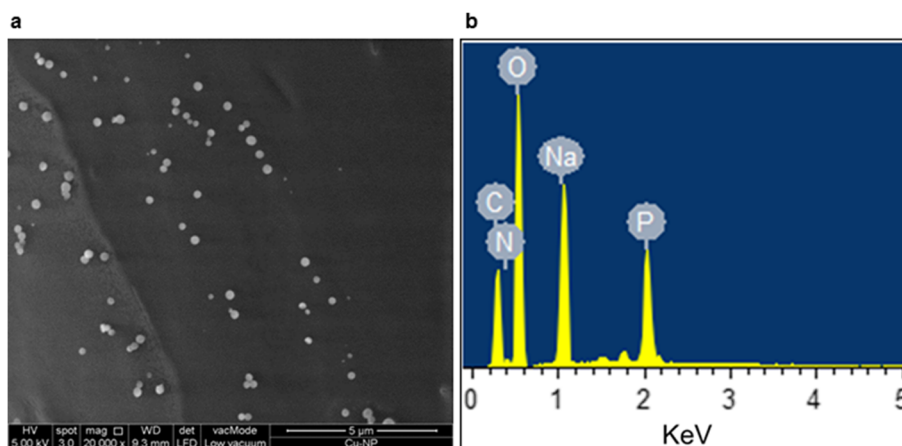 a
b
HV spot mag WD det vacMode 5 µm
5.00 kV 3.0 20 000 x 9.3 mm LFD Low vacuum Cu-NP
O
Na
C
N
P
0 1 2 3 4 5
KeV